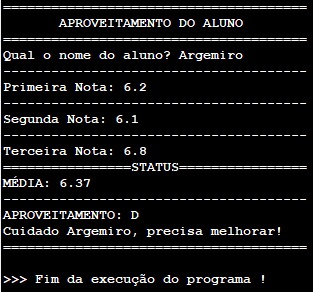 ======================================
APROVEITAMENTO DO ALUNO
======================================
Qual o nome do aluno? Argemiro
--------------------------------------
Primeira Nota: 6.2
--------------------------------------
Segunda Nota: 6.1
--------------------------------------
Terceira Nota: 6.8
================STATUS================
MÉDIA: 6.37
--------------------------------------
APROVEITAMENTO: D
Cuidado Argemiro, precisa melhorar!
======================================
>>> Fim da execução do programa !